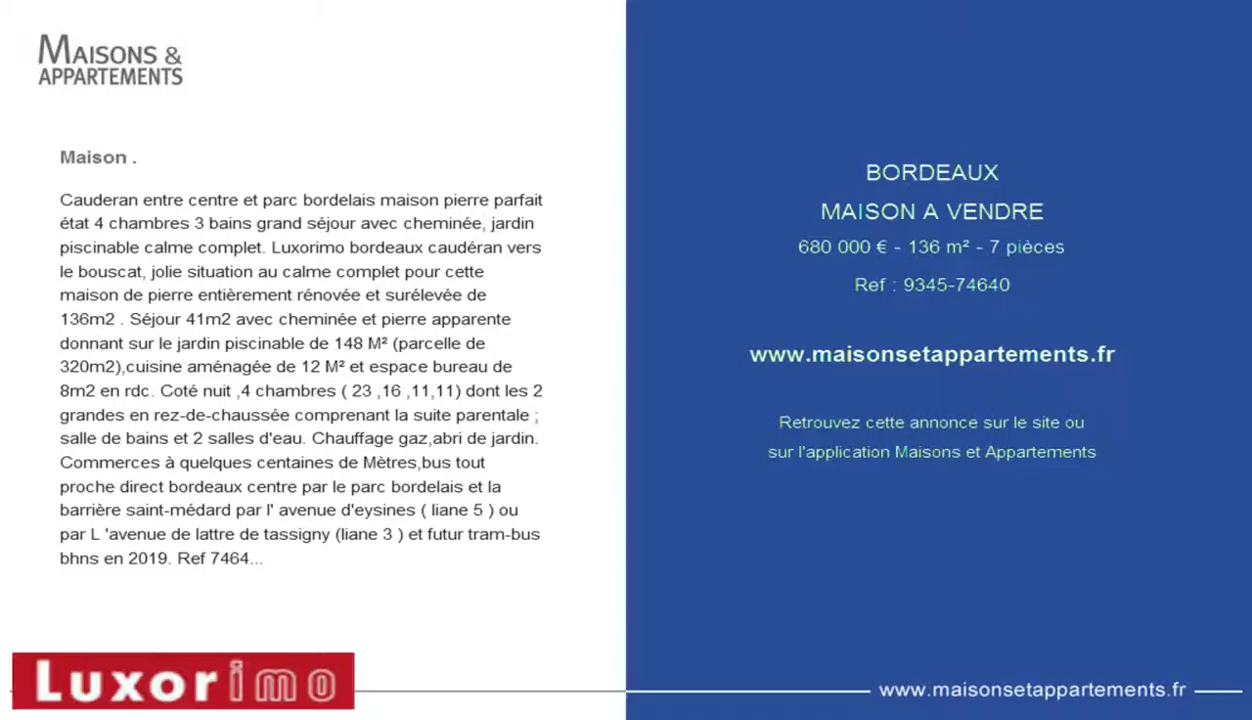 MAISONS &
APPARTEMENTS
Maison .
Cauderan entre centre et parc bordelais maison pierre parfait
état 4 chambres 3 bains grand séjour avec cheminée, jardin
piscinable calme complet. Luxorimo bordeaux caudéran vers
le bouscat, jolie situation au calme complet pour cette
maison de pierre entièrement rénovée et surélevée de
136m2 . Séjour 41m2 avec cheminée et pierre apparente
donnant sur le jardin piscinable de 148 M² (parcelle de
320m2),cuisine aménagée de 12 M² et espace bureau de
8m2 en rdc. Coté nuit ,4 chambres ( 23 ,16 ,11,11) dont les 2
grandes en rez-de-chaussée comprenant la suite parentale ;
salle de bains et 2 salles d'eau. Chauffage gaz,abri de jardin.
Commerces à quelques centaines de Mètres,bus tout
proche direct bordeaux centre par le parc bordelais et la
barrière saint-médard par l' avenue d'eysines ( liane 5 ) ou
par L 'avenue de lattre de tassigny (liane 3 ) et futur tram-bus
bhns en 2019. Ref 7464...
Luxorimo
BORDEAUX
MAISON A VENDRE
680 000 € - 136 m² - 7 pièces
Ref : 9345-74640
www.maisonsetappartements.fr
Retrouvez cette annonce sur le site ou
sur l'application Maisons et Appartements
www.maisonsetappartements.fr